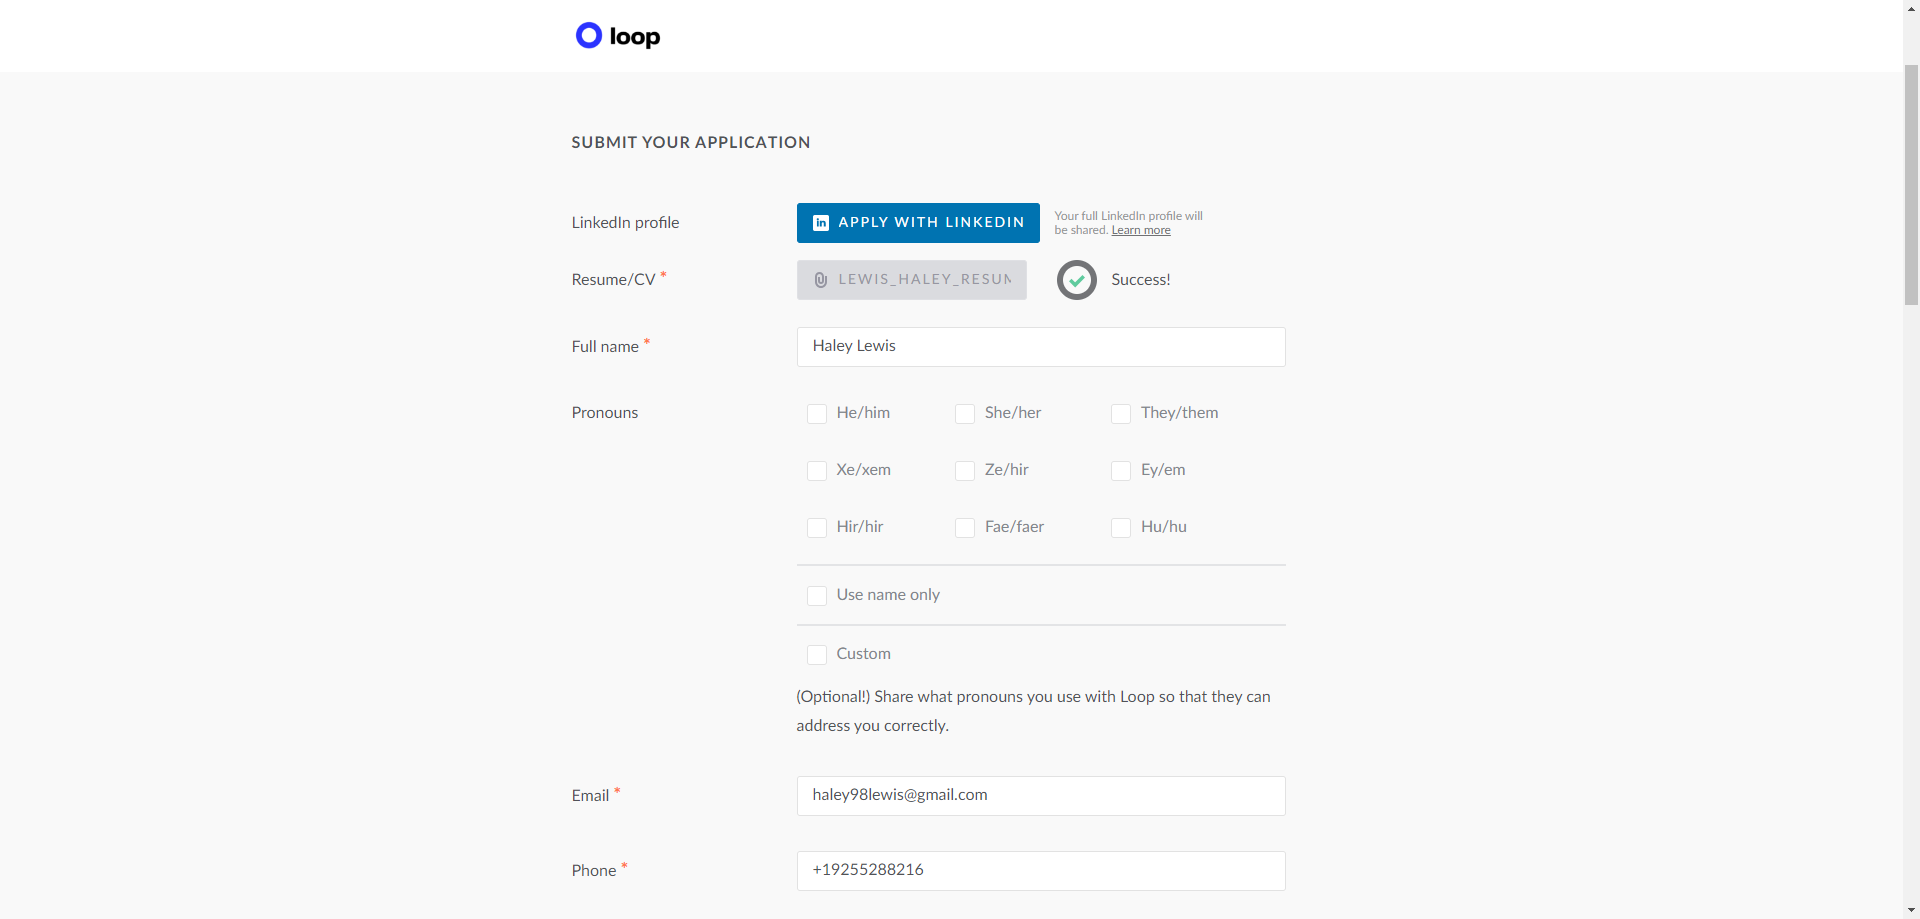 loop
SUBMIT YOUR APPLICATION
LinkedIn profile
in APPLY WITH LINKEDIN
Your full LinkedIn profile will
be shared. Learn more
Resume/CV *
LEWIS_HALEY_RESUM
Success!
Full name *
Haley Lewis
Pronouns
He/him She/her They/them
Xe/xem Ze/hir Ey/em
Hir/hir Fae/faer Hu/hu
Use name only
Custom
(Optional!) Share what pronouns you use with Loop so that they can
address you correctly.
Email *
haley98lewis@gmail.com
Phone *
+19255288216